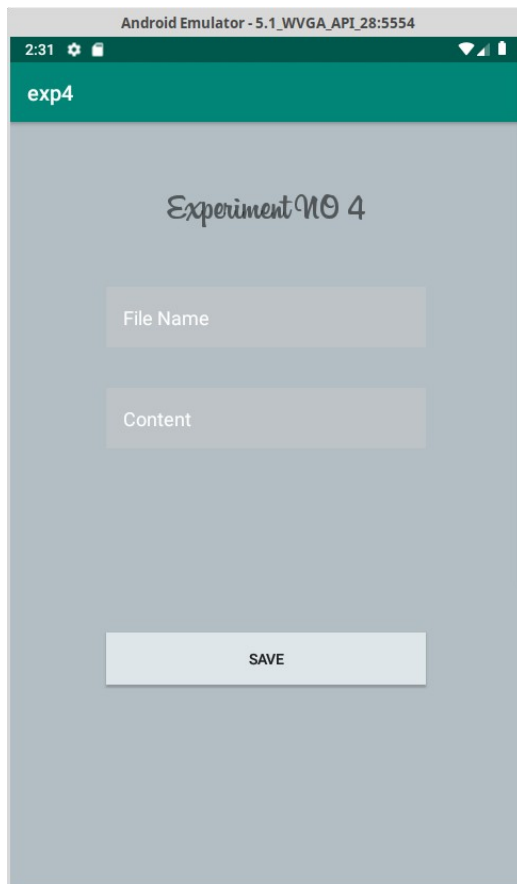 Android Emulator - 5.1_WVGA_API_28:5554
2:31
exp4
Experiment NO 4
File Name
Content
SAVE